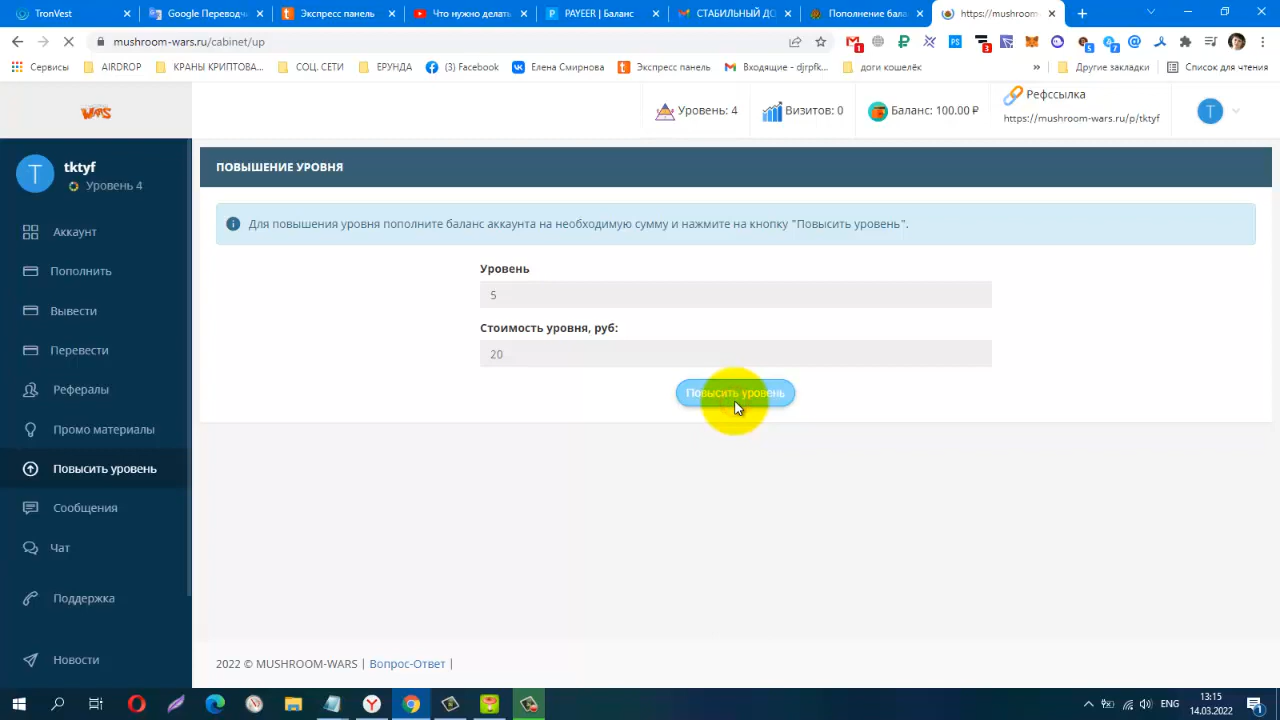 TronVest
Google Переводч
Экспресс панель
Что нужно делать
PAYEER | Баланс
СТАБИЛЬНЫЙ ДО
Пополнение бала
https://mushroom-
mushroom-wars.ru/cabinet/up
Сервисы
AIRDROP
КРАНЫ КРИПТОВА...
СОЦ. СЕТИ
ЕРУНДА
(3) Facebook
Елена Смирнова
Экспресс панель
Входящие - djrpfk...
доги кошелёк
»
Другие закладки
Список для чтения
WARS
Уровень: 4
Визитов: 0
Баланс: 100.00 ₽
Рефссылка
https://mushroom-wars.ru/p/tktyf
T
T
tktyf
Уровень 4
Аккаунт
Пополнить
Вывести
Перевести
Рефералы
Промо материалы
Повысить уровень
Сообщения
Чат
Поддержка
Новости
ПОВЫШЕНИЕ УРОВНЯ
Для повышения уровня пополните баланс аккаунта на необходимую сумму и нажмите на кнопку "Повысить уровень".
Уровень
5
Стоимость уровня, руб:
20
Повысить уровень
2022 © MUSHROOM-WARS | Вопрос-Ответ |
ENG
13:15
14.03.2022